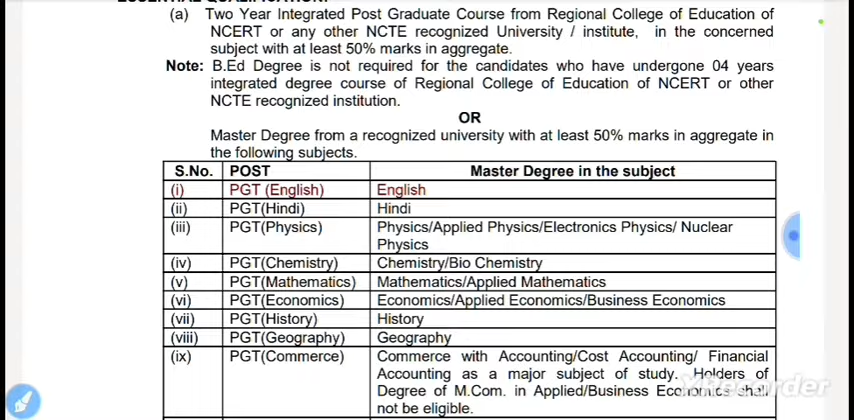 (a) Two Year Integrated Post Graduate Course from Regional College of Education of
NCERT or any other NCTE recognized University / institute, in the concerned
subject with at least 50% marks in aggregate.
Note: B.Ed Degree is not required for the candidates who have undergone 04 years
integrated degree course of Regional College of Education of NCERT or other
NCTE recognized institution.
OR
Master Degree from a recognized university with at least 50% marks in aggregate in
the following subjects.
S.No. POST Master Degree in the subject
(i) PGT (English) English
(ii) PGT(Hindi) Hindi
(iii) PGT(Physics) Physics/Applied Physics/Electronics Physics/ Nuclear
Physics
(iv) PGT(Chemistry) Chemistry/Bio Chemistry
(v) PGT(Mathematics) Mathematics/Applied Mathematics
(vi) PGT(Economics) Economics/Applied Economics/Business Economics
(vii) PGT(History) History
(viii) PGT(Geography) Geography
(ix) PGT(Commerce) Commerce with Accounting/Cost Accounting/ Financial
Accounting as a major subject of study. Holders of
Degree of M.Com. in Applied/Business Economics shall
not be eligible.